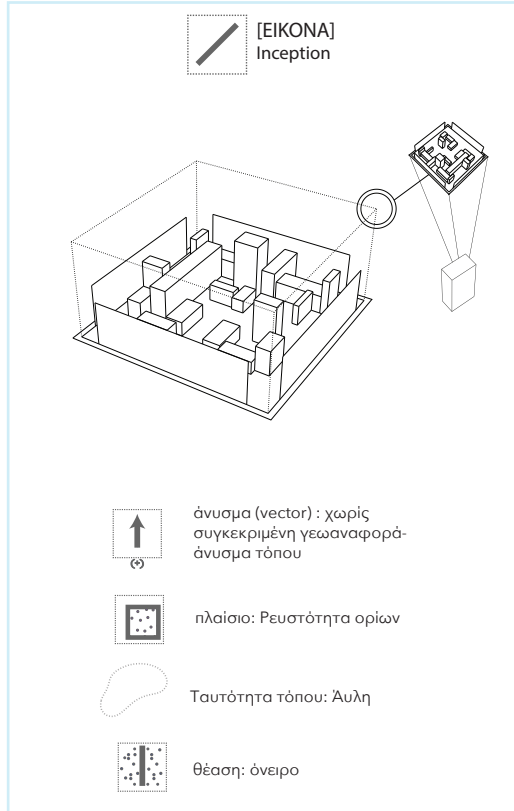 [ΕΙΚΟΝΑ]
Inception
άνυσμα (vector) : χωρίς
συγκεκριμένη γεωαναφορά-
άνυσμα τόπου
(+)
πλαίσιο: Ρευστότητα ορίων
Ταυτότητα τόπου: Άυλη
θέαση: όνειρο